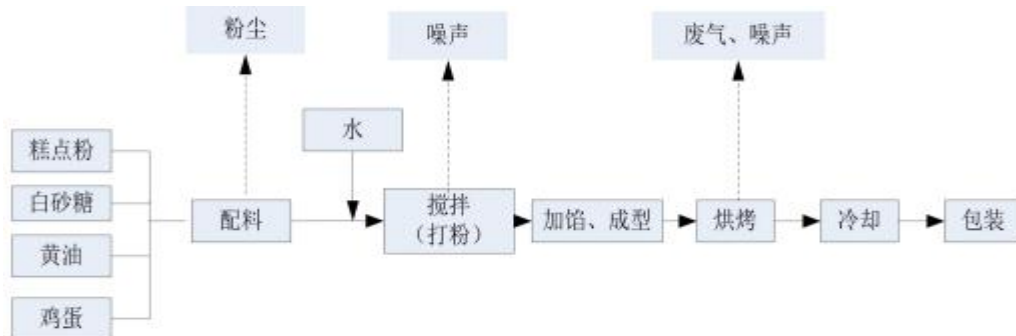 粉尘
噪声
废气、噪声
水
糕点粉
白砂糖
黄油
鸡蛋
配料
搅拌
（打粉）
加馅、成型
烘烤
冷却
包装